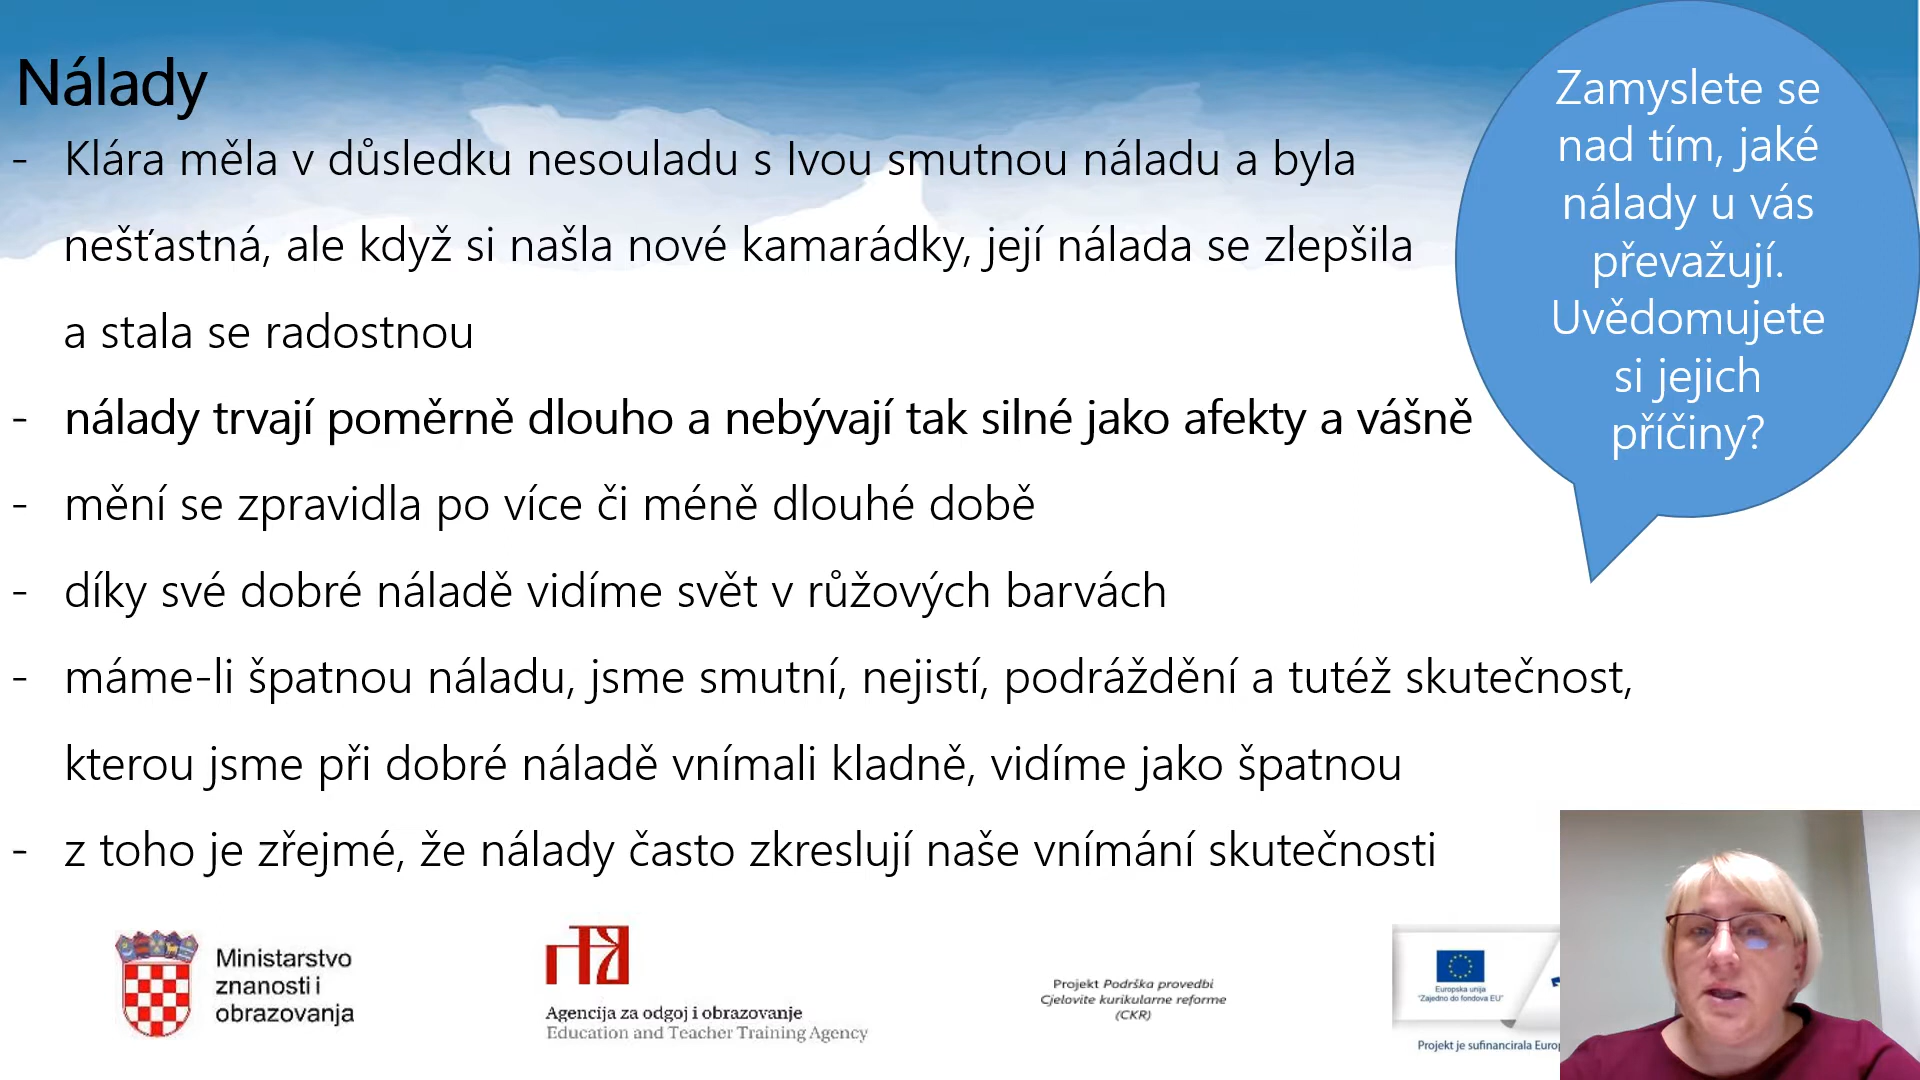 Nálady
- Klára měla v důsledku nesouladu s Ivou smutnou náladu a byla
nešťastná, ale když si našla nové kamarádky, její nálada se zlepšila
a stala se radostnou
- nálady trvají poměrně dlouho a nebývají tak silné jako afekty a vášně
- mění se zpravidla po více či méně dlouhé době
- díky své dobré náladě vidíme svět v růžových barvách
- máme-li špatnou náladu, jsme smutní, nejistí, podráždění a tutéž skutečnost,
kterou jsme při dobré náladě vnímali kladně, vidíme jako špatnou
- z toho je zřejmé, že nálady často zkreslují naše vnímání skutečnosti
Zamyslete se
nad tím, jaké
nálady u vás
převažují.
Uvědomujete
si jejich
příčiny?
Ministarstvo
znanosti i
obrazovanja
Agencija za odgoj i obrazovanje
Education and Teacher Training Agency
Projekt Podrška provedbi
Cjelovite kurikularne reforme
(CKR)
Europska unija
"Zajedno do fondova EU"
Projekt je sufinancirala